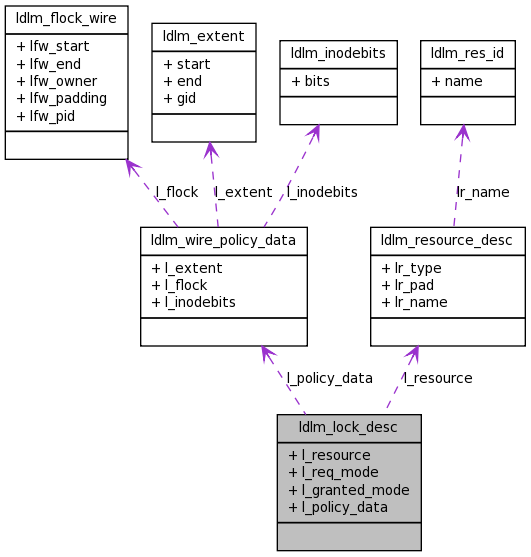 ldlm_flock_wire
+ lfw_start
+ lfw_end
+ lfw_owner
+ lfw_padding
+ lfw_pid
ldlm_extent
+ start
+ end
+ gid
ldlm_inodebits
+ bits
ldlm_res_id
+ name
l_flock
l_extent
l_inodebits
lr_name
ldlm_wire_policy_data
+ l_extent
+ l_flock
+ l_inodebits
ldlm_resource_desc
+ lr_type
+ lr_pad
+ lr_name
l_policy_data
l_resource
ldlm_lock_desc
+ l_resource
+ l_req_mode
+ l_granted_mode
+ l_policy_data